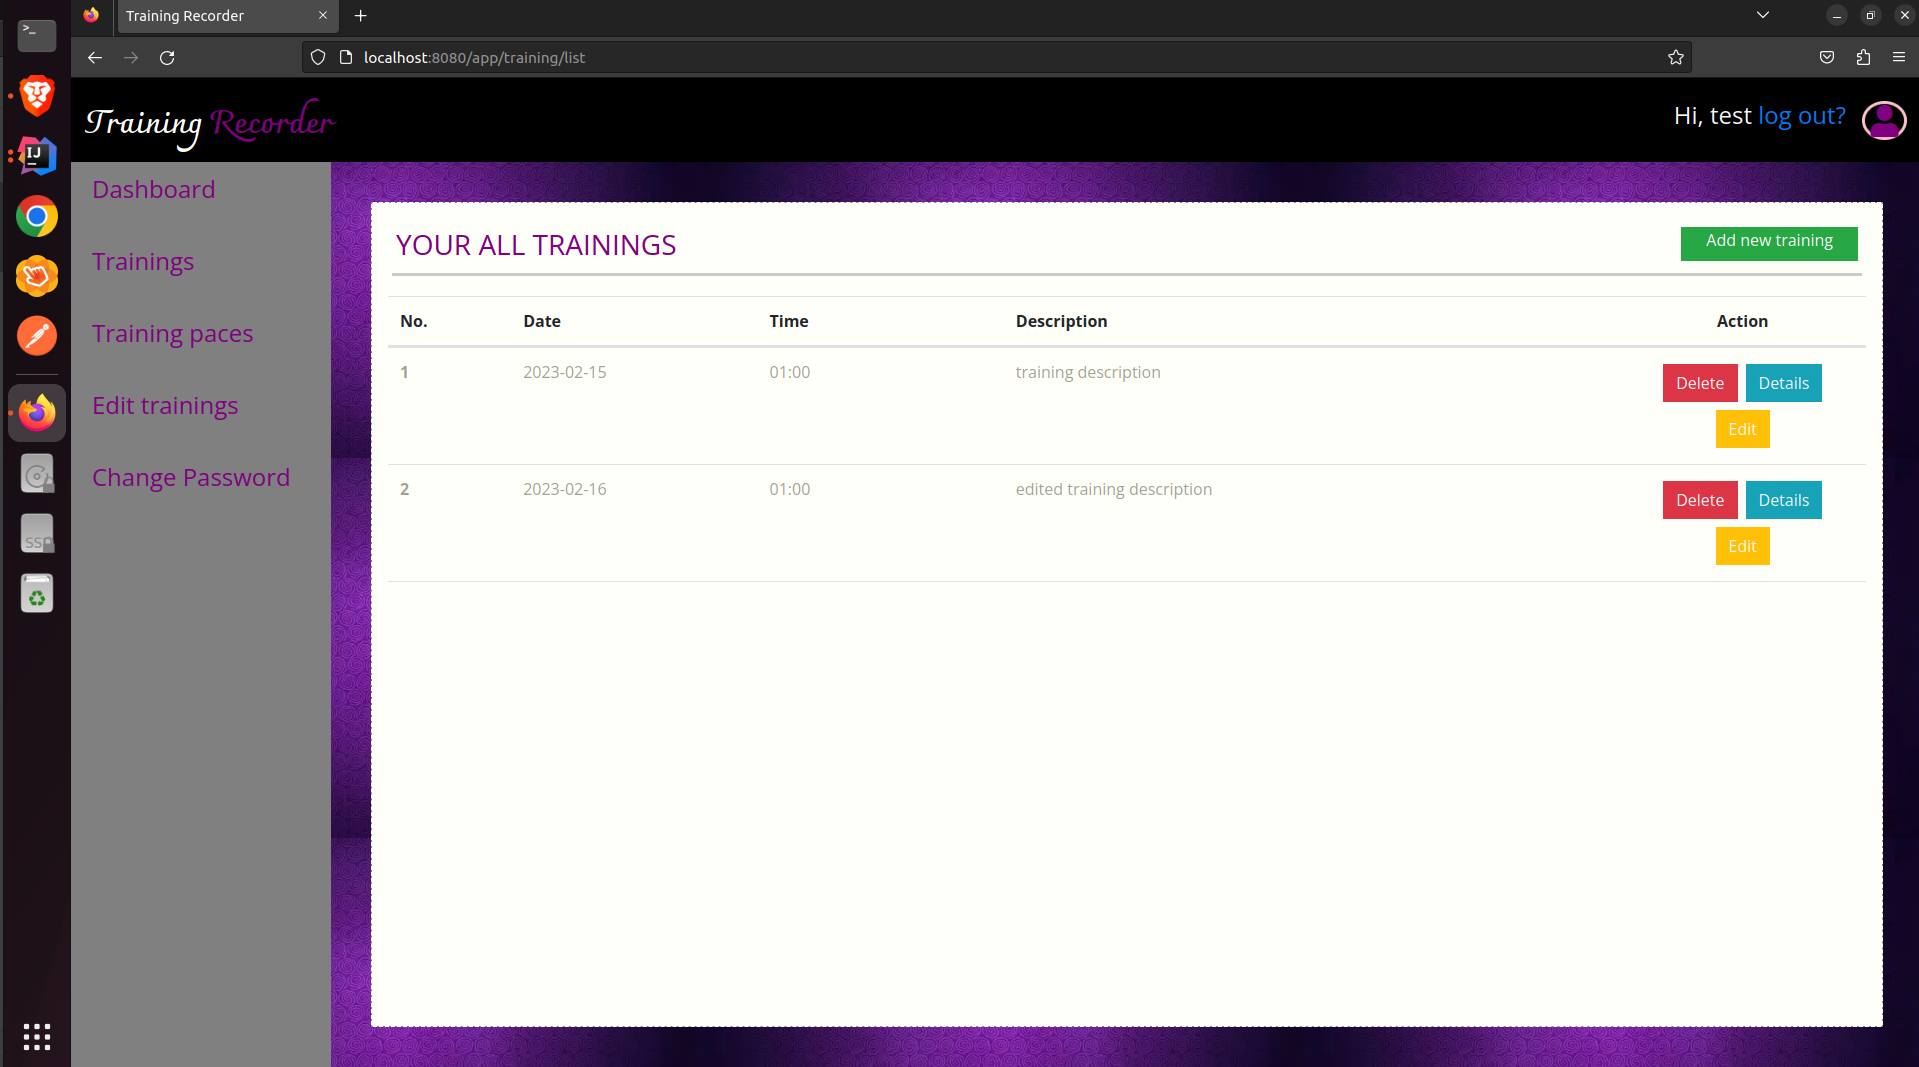 Training Recorder
localhost:8080/app/training/list
Training Recorder
Hi, test log out?
Dashboard
Trainings
Training paces
Edit trainings
Change Password
YOUR ALL TRAININGS
Add new training
No. Date Time Description Action
1 2023-02-15 01:00 training description Delete Details
Edit
2 2023-02-16 01:00 edited training description Delete Details
Edit
>_
IJ
SSD